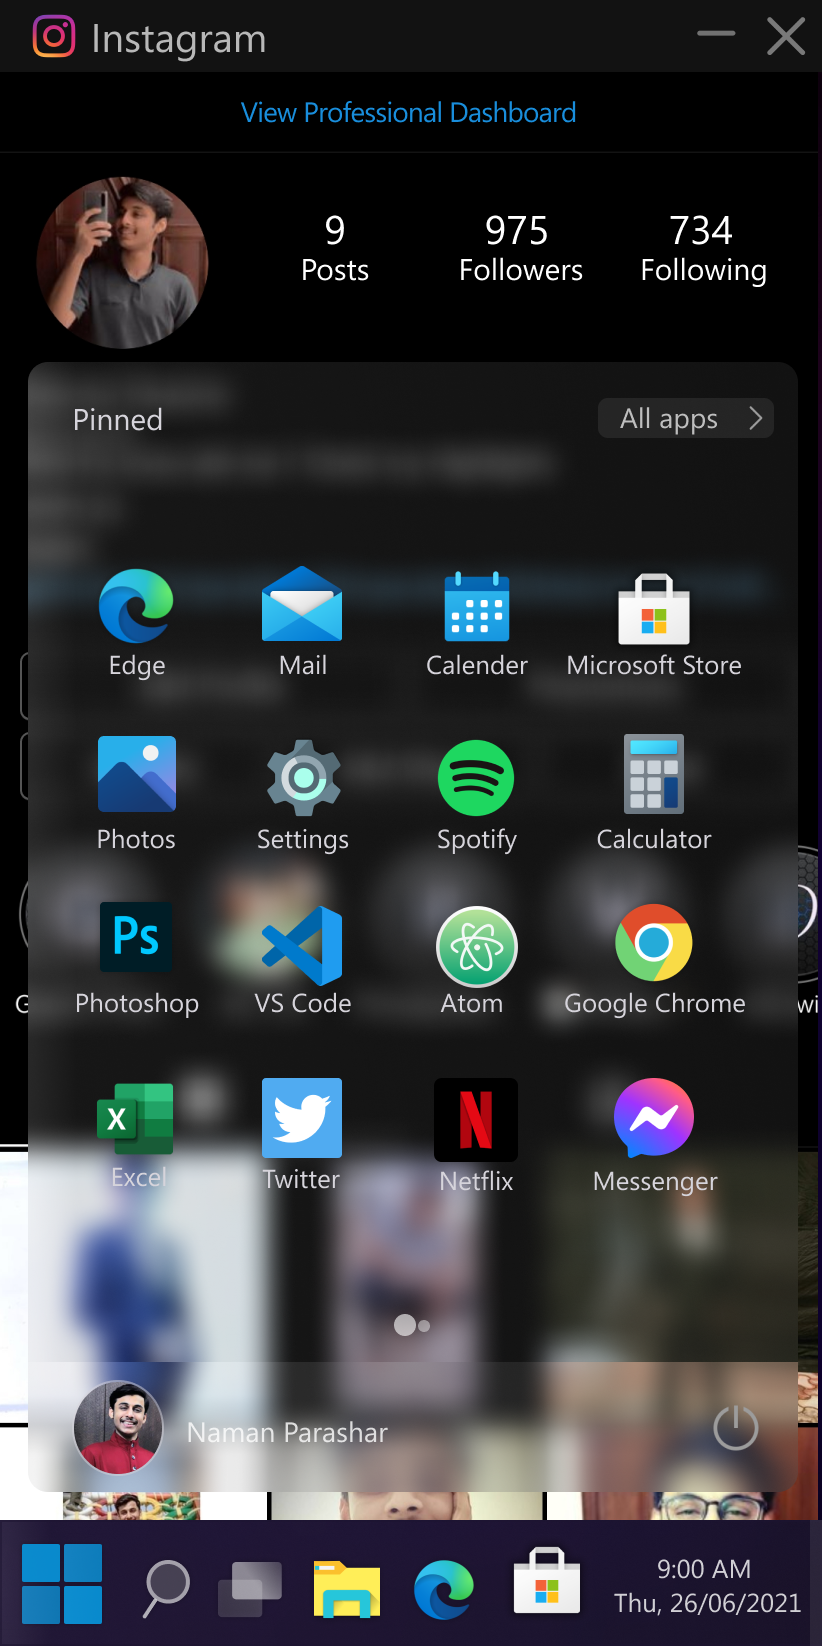 Instagram
View Professional Dashboard
9 975 734
Posts Followers Following
Pinned All apps
Edge Mail Calender Microsoft Store
Photos Settings Spotify Calculator
Ps
Photoshop VS Code Atom Google Chrome
X N
Excel Twitter Netflix Messenger
Naman Parashar
9:00 AM
Thu, 26/06/2021